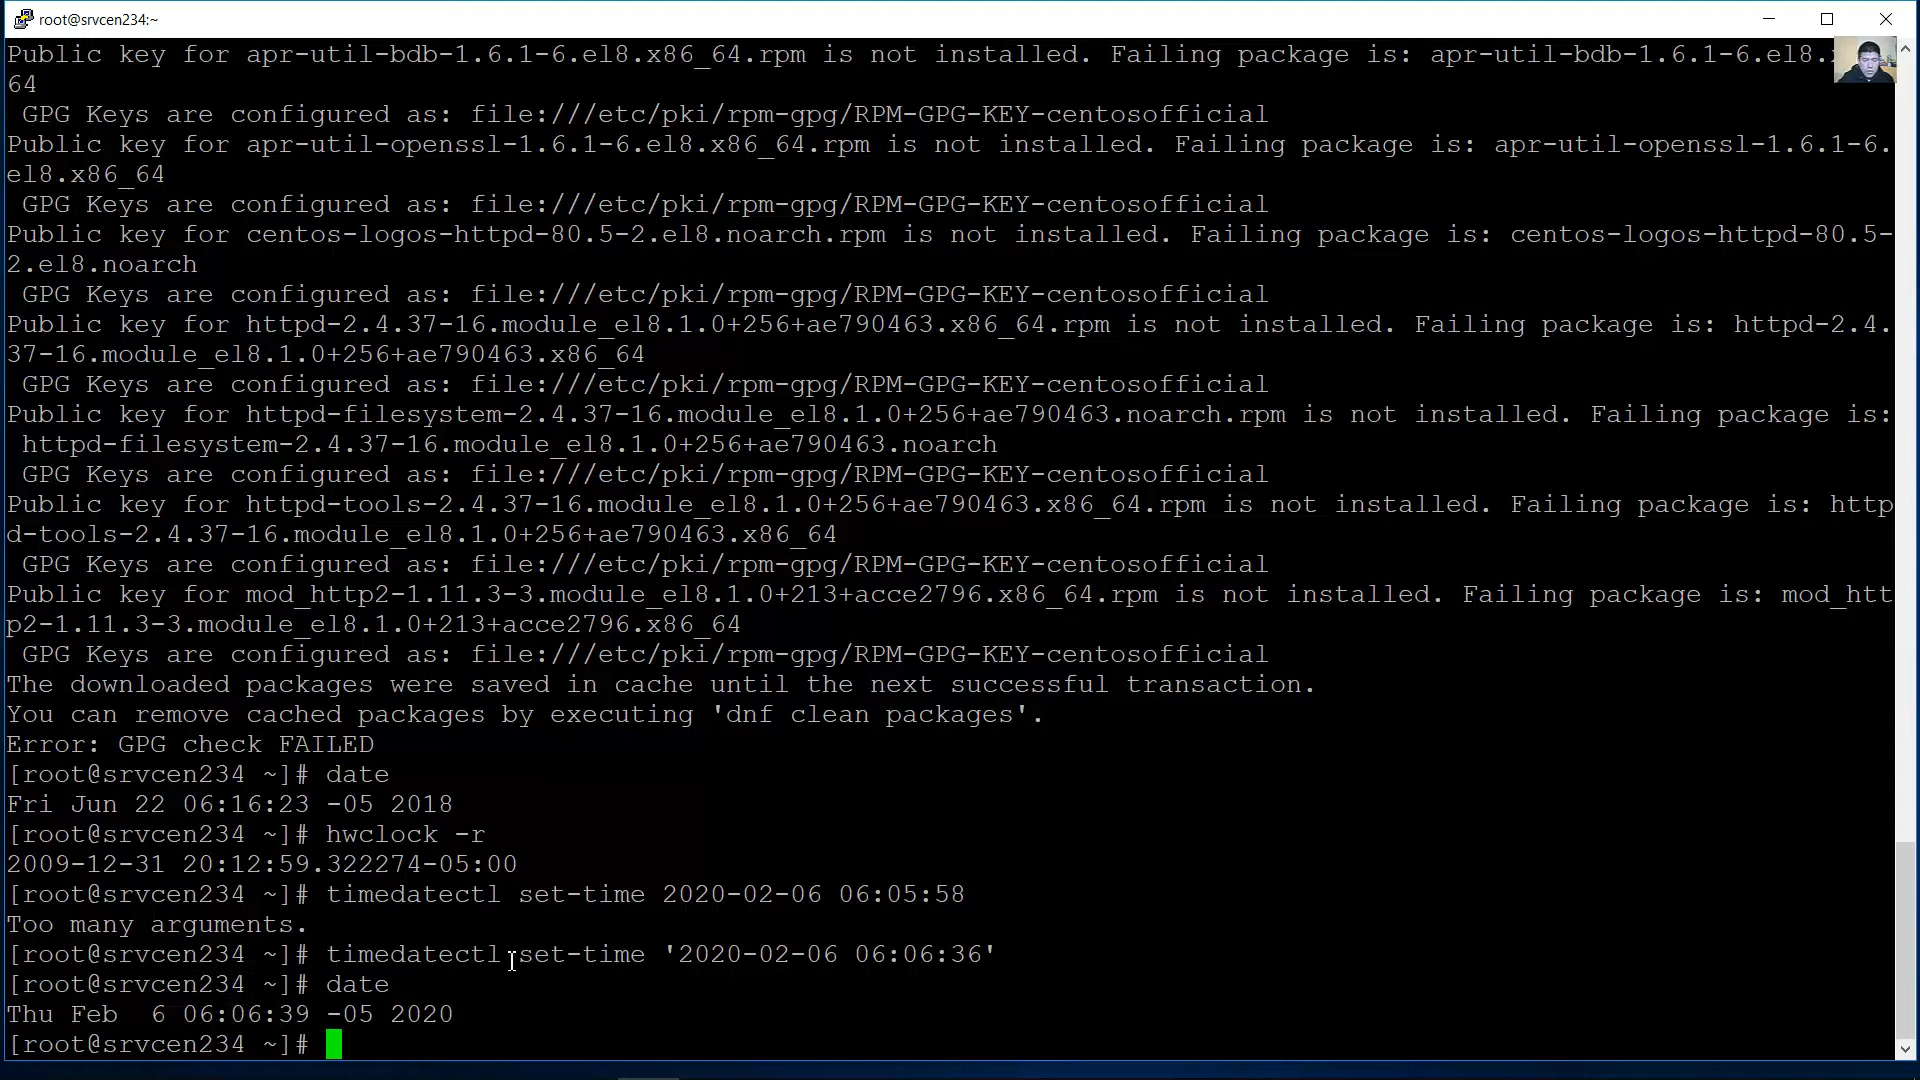 root@srvcen234:~
Public key for apr-util-bdb-1.6.1-6.el8.x86_64.rpm is not installed. Failing package is: apr-util-bdb-1.6.1-6.el8.
64
 GPG Keys are configured as: file:///etc/pki/rpm-gpg/RPM-GPG-KEY-centosofficial
Public key for apr-util-openssl-1.6.1-6.el8.x86_64.rpm is not installed. Failing package is: apr-util-openssl-1.6.1-6.
el8.x86_64
 GPG Keys are configured as: file:///etc/pki/rpm-gpg/RPM-GPG-KEY-centosofficial
Public key for centos-logos-httpd-80.5-2.el8.noarch.rpm is not installed. Failing package is: centos-logos-httpd-80.5-
2.el8.noarch
 GPG Keys are configured as: file:///etc/pki/rpm-gpg/RPM-GPG-KEY-centosofficial
Public key for httpd-2.4.37-16.module_el8.1.0+256+ae790463.x86_64.rpm is not installed. Failing package is: httpd-2.4.
37-16.module_el8.1.0+256+ae790463.x86_64
 GPG Keys are configured as: file:///etc/pki/rpm-gpg/RPM-GPG-KEY-centosofficial
Public key for httpd-filesystem-2.4.37-16.module_el8.1.0+256+ae790463.noarch.rpm is not installed. Failing package is:
 httpd-filesystem-2.4.37-16.module_el8.1.0+256+ae790463.noarch
 GPG Keys are configured as: file:///etc/pki/rpm-gpg/RPM-GPG-KEY-centosofficial
Public key for httpd-tools-2.4.37-16.module_el8.1.0+256+ae790463.x86_64.rpm is not installed. Failing package is: http
d-tools-2.4.37-16.module_el8.1.0+256+ae790463.x86_64
 GPG Keys are configured as: file:///etc/pki/rpm-gpg/RPM-GPG-KEY-centosofficial
Public key for mod_http2-1.11.3-3.module_el8.1.0+213+acce2796.x86_64.rpm is not installed. Failing package is: mod_htt
p2-1.11.3-3.module_el8.1.0+213+acce2796.x86_64
 GPG Keys are configured as: file:///etc/pki/rpm-gpg/RPM-GPG-KEY-centosofficial
The downloaded packages were saved in cache until the next successful transaction.
You can remove cached packages by executing 'dnf clean packages'.
Error: GPG check FAILED
[root@srvcen234 ~]# date
Fri Jun 22 06:16:23 -05 2018
[root@srvcen234 ~]# hwclock -r
2009-12-31 20:12:59.322274-05:00
[root@srvcen234 ~]# timedatectl set-time 2020-02-06 06:05:58
Too many arguments.
[root@srvcen234 ~]# timedatectl set-time '2020-02-06 06:06:36'
[root@srvcen234 ~]# date
Thu Feb  6 06:06:39 -05 2020
[root@srvcen234 ~]#